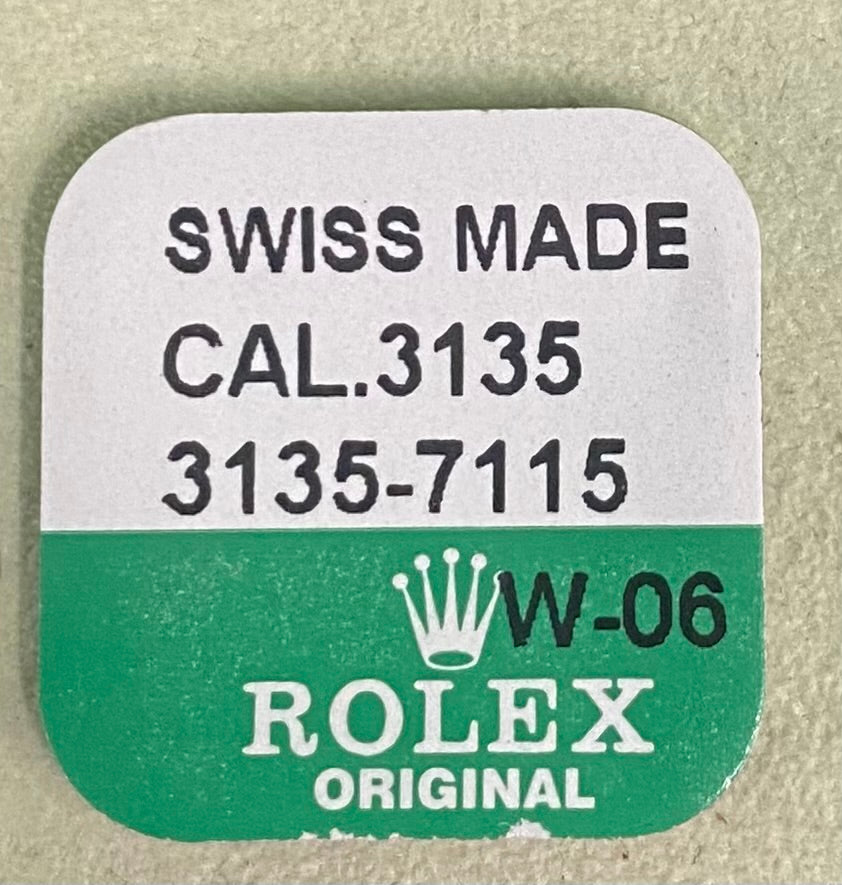 SWISS MADE
CAL.3135
3135-7115
W-06
ROLEX
ORIGINAL